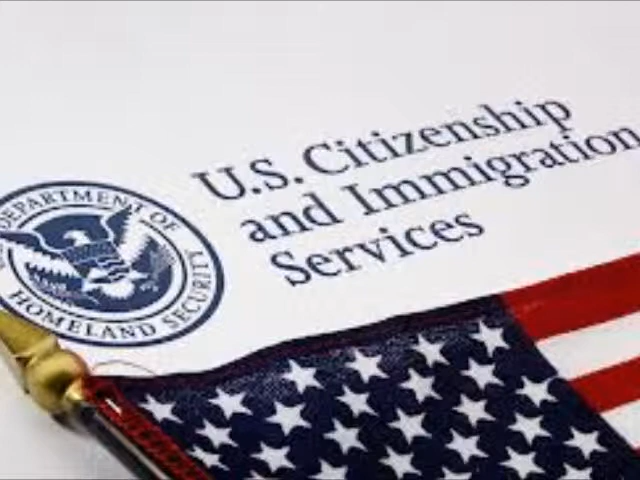 U.S. Citizenship
and Immigration
Services
DEPARTMENT OF
HOMELAND SECURITY